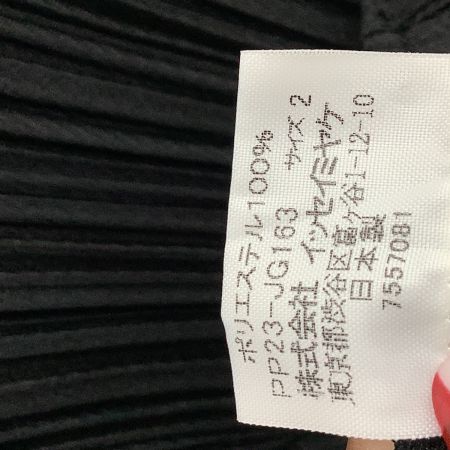 ポリエステル100%
PP23-JG163 サイズ 2
株式会社 イッセイミヤケ
東京都渋谷区富ケ谷1-12-10
日本製
7557081